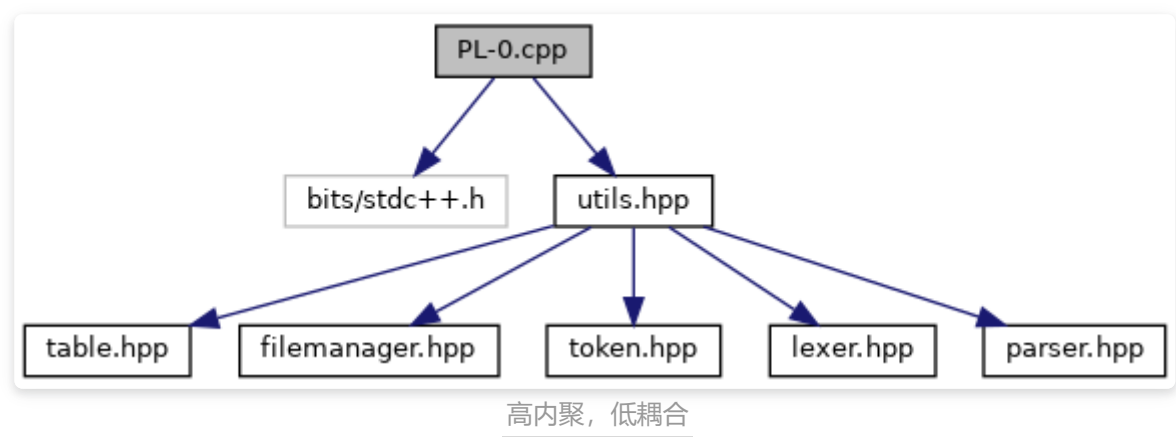 PL-0.cpp
bits/stdc++.h
utils.hpp
table.hpp
filemanager.hpp
token.hpp
lexer.hpp
parser.hpp
高内聚，低耦合